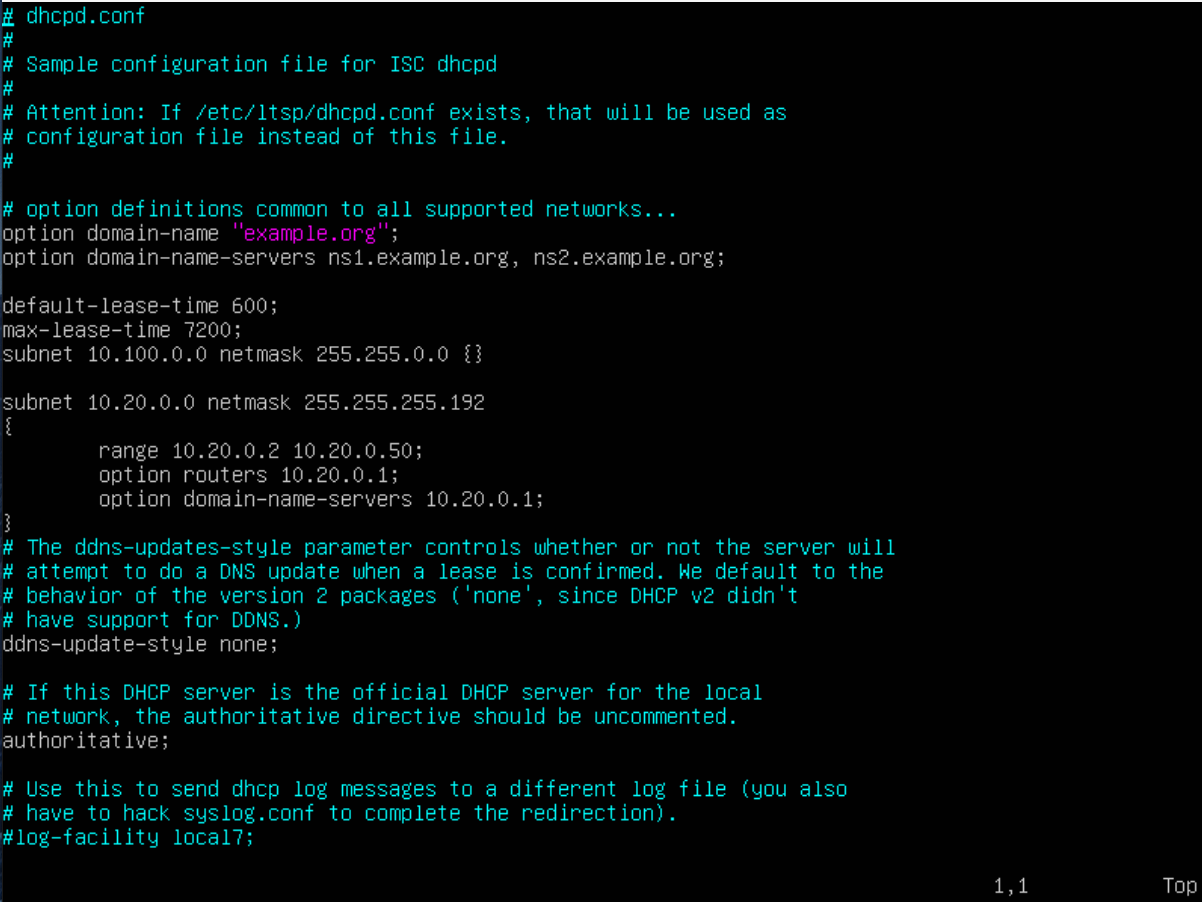 # dhcpd.conf
#
# Sample configuration file for ISC dhcpd
#
# Attention: If /etc/ltsp/dhcpd.conf exists, that will be used as
# configuration file instead of this file.
#

# option definitions common to all supported networks...
option domain-name "example.org";
option domain-name-servers ns1.example.org, ns2.example.org;

default-lease-time 600;
max-lease-time 7200;
subnet 10.100.0.0 netmask 255.255.0.0 {}

subnet 10.20.0.0 netmask 255.255.255.192
{
        range 10.20.0.2 10.20.0.50;
        option routers 10.20.0.1;
        option domain-name-servers 10.20.0.1;
}
# The ddns-updates-style parameter controls whether or not the server will
# attempt to do a DNS update when a lease is confirmed. We default to the
# behavior of the version 2 packages ('none', since DHCP v2 didn't
# have support for DDNS.)
ddns-update-style none;

# If this DHCP server is the official DHCP server for the local
# network, the authoritative directive should be uncommented.
authoritative;

# Use this to send dhcp log messages to a different log file (you also
# have to hack syslog.conf to complete the redirection).
#log-facility local7;

1,1 Top